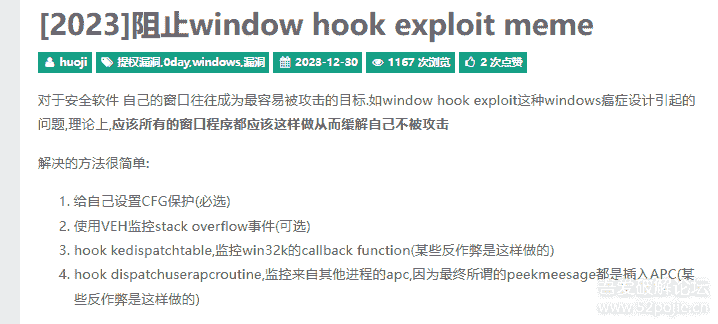 [2023]阻止window hook exploit meme
huoji 提权漏洞,0day,windows,漏洞 2023-12-30 1167 次浏览 2 次点赞
对于安全软件 自己的窗口往往成为最容易被攻击的目标.如window hook exploit这种windows癌症设计引起的
问题,理论上,应该所有的窗口程序都应该这样做从而缓解自己不被攻击
解决的方法很简单:
1. 给自己设置CFG保护(必选)
2. 使用VEH监控stack overflow事件(可选)
3. hook kedispatchtable,监控win32k的callback function(某些反作弊是这样做的)
4. hook dispatchuserapcroutine,监控来自其他进程的apc,因为最终所谓的peekmeesage都是插入APC(某
些反作弊是这样做的)
吾爱破解论坛
www.52pojie.cn